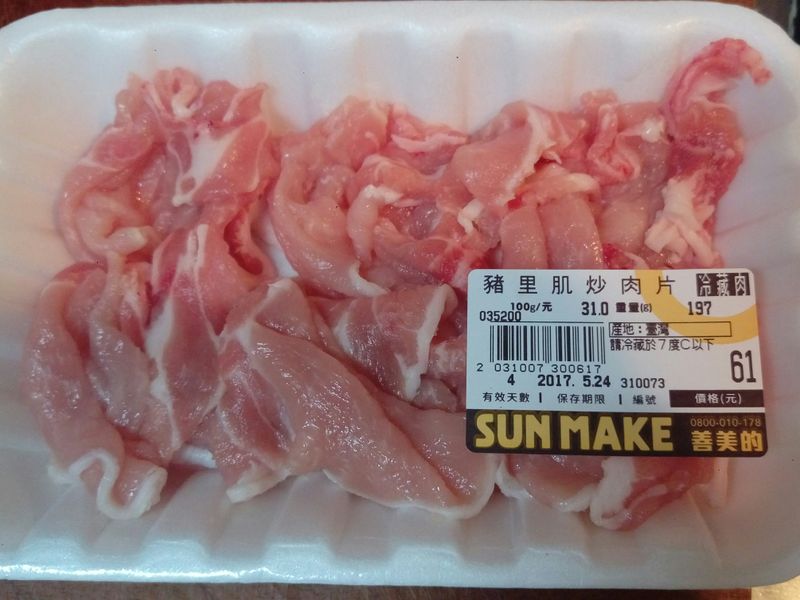 豬里肌炒肉片 冷藏肉
100g/元 31.0 重量(g) 197
035200 產地：臺灣
請冷藏於7度C以下
2 031007 300617 61
4 2017. 5.24 310073
有效天數 | 保存期限 | 編號 價格(元)
SUN MAKE 0800-010-178
善美的